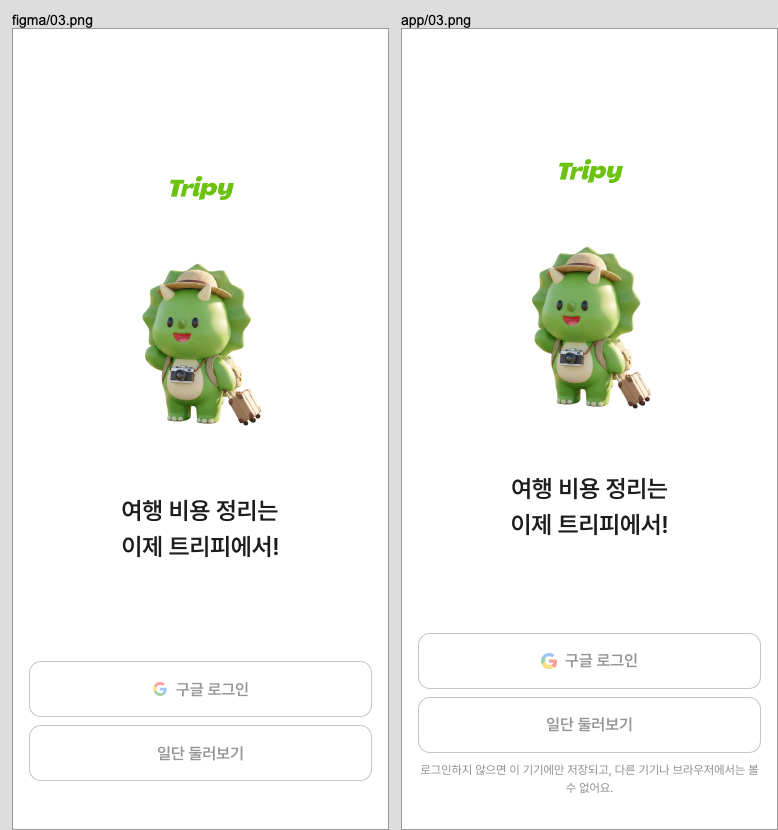 figma/03.png
Tripy
여행 비용 정리는
이제 트리피에서!
구글 로그인
일단 둘러보기
app/03.png
Tripy
여행 비용 정리는
이제 트리피에서!
구글 로그인
일단 둘러보기
로그인하지 않으면 이 기기에만 저장되고, 다른 기기나 브라우저에서는 볼
수 없어요.